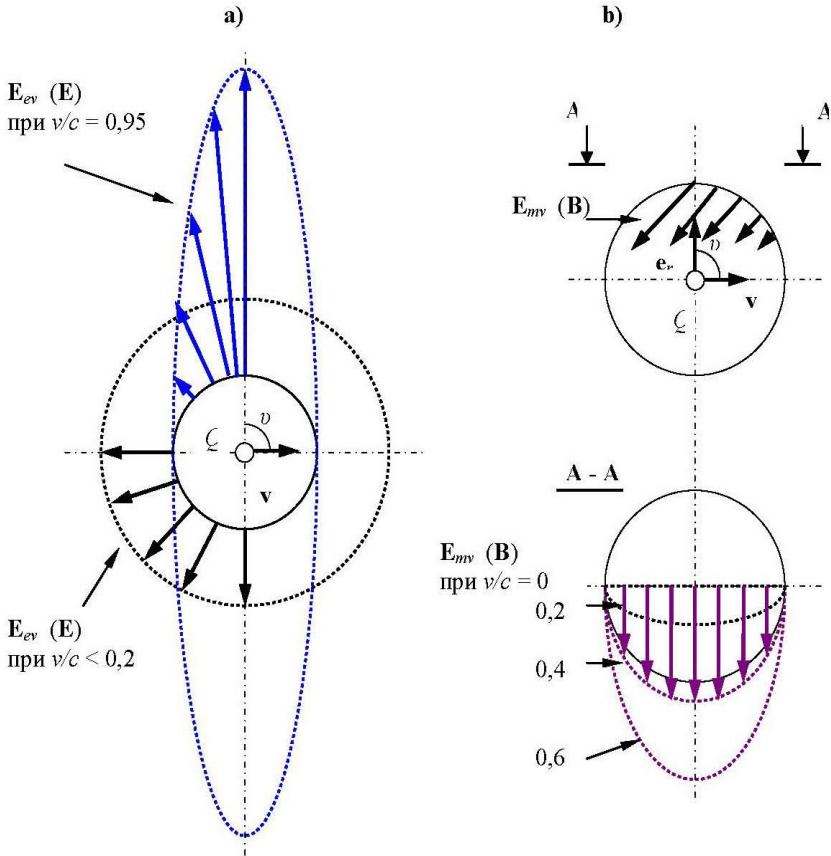 a)
E_ev (E)
при v/c = 0,95
Q
υ
v
E_ev (E)
при v/c < 0,2
b)
A
A
E_mv (B)
e_r
υ
v
Q
A - A
E_mv (B)
при v/c = 0
0,2
0,4
0,6